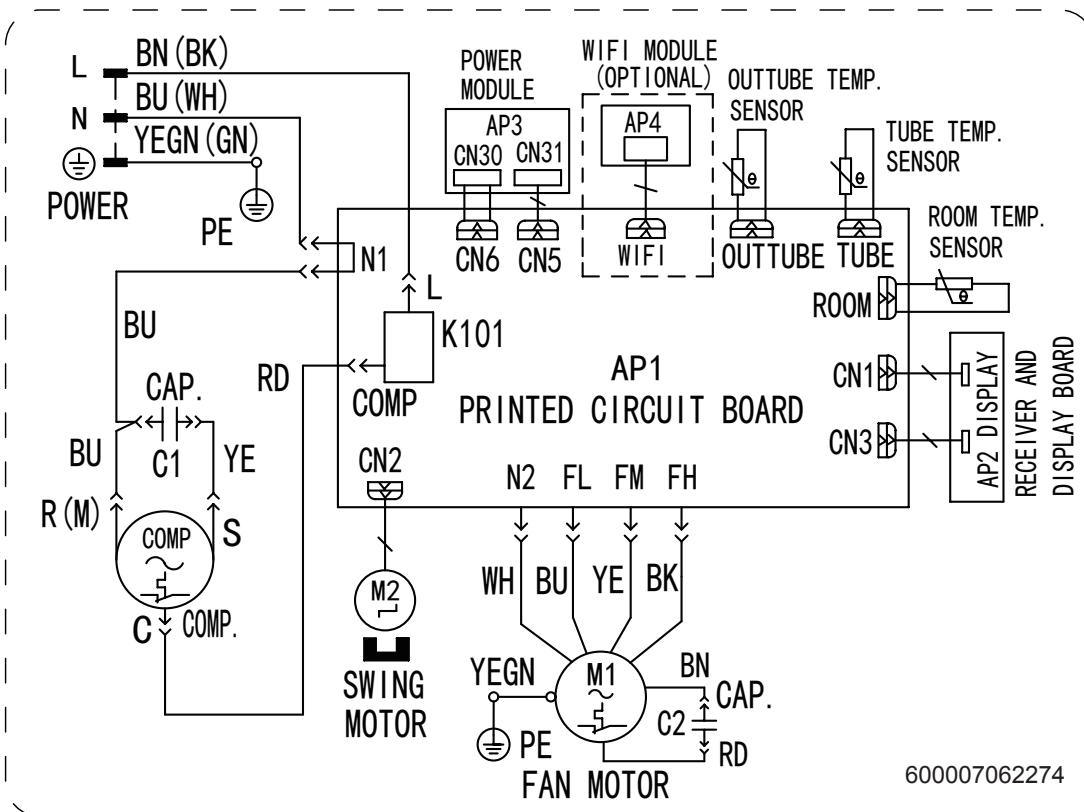 L
BN(BK)
N
BU(WH)
YEGN(GN)
POWER
PE
POWER
MODULE
AP3
CN30
CN31
CN6
CN5
WIFI MODULE
(OPTIONAL)
AP4
WIFI
OUTTUBE TEMP.
SENSOR
θ
OUTTUBE
TUBE TEMP.
SENSOR
θ
TUBE
ROOM TEMP.
SENSOR
θ
ROOM
N1
L
K101
COMP
RD
BU
CAP.
C1
BU
YE
R(M)
S
COMP
C
COMP.
AP1
PRINTED CIRCUIT BOARD
CN1
CN3
AP2 DISPLAY
RECEIVER AND
DISPLAY BOARD
CN2
M2
SWING
MOTOR
N2
FL
FM
FH
WH
BU
YE
BK
YEGN
PE
M1
BN
CAP.
C2
RD
FAN MOTOR
600007062274